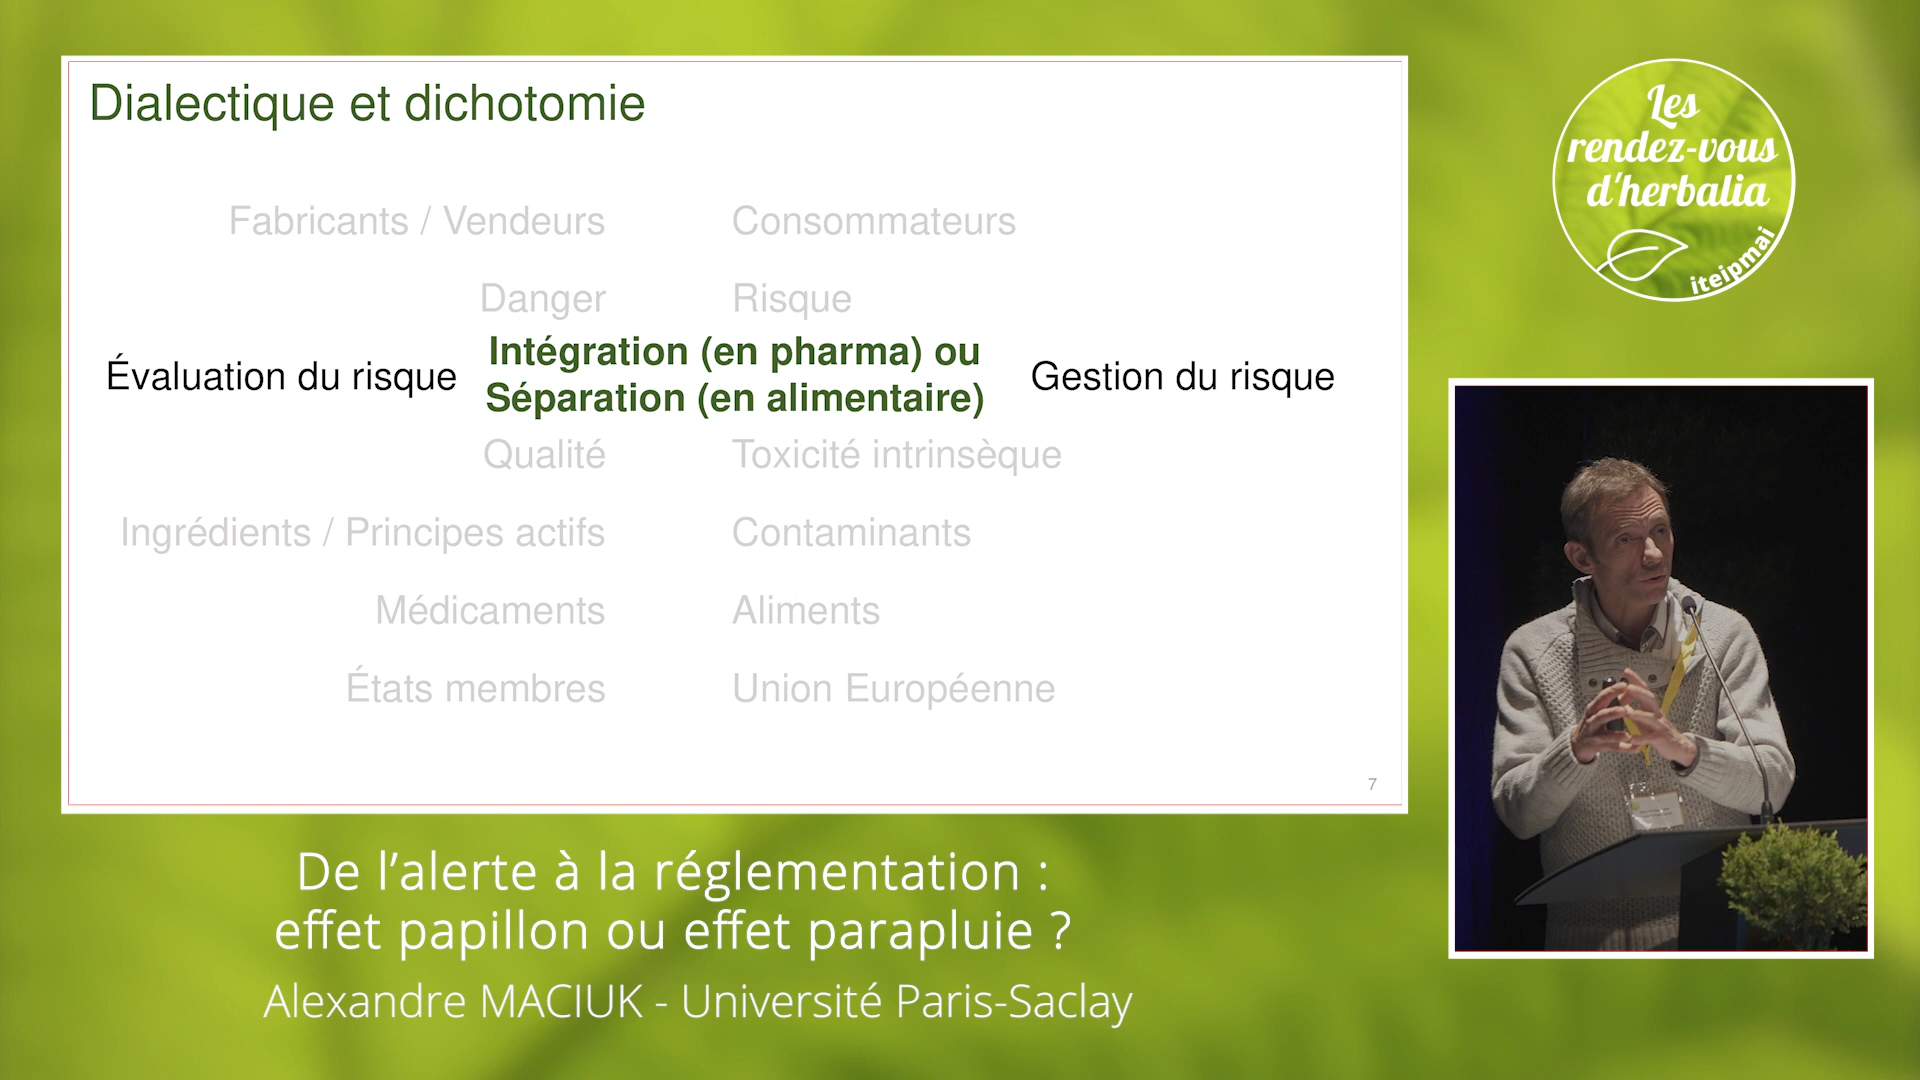 Dialectique et dichotomie
Fabricants / Vendeurs Consommateurs
Danger Risque
Évaluation du risque Intégration (en pharma) ou Séparation (en alimentaire) Gestion du risque
Qualité Toxicité intrinsèque
Ingrédients / Principes actifs Contaminants
Médicaments Aliments
États membres Union Européenne
7
De l’alerte à la réglementation :
effet papillon ou effet parapluie ?
Alexandre MACIUK - Université Paris-Saclay
Les
rendez-vous
d'herbalia
iteipmai